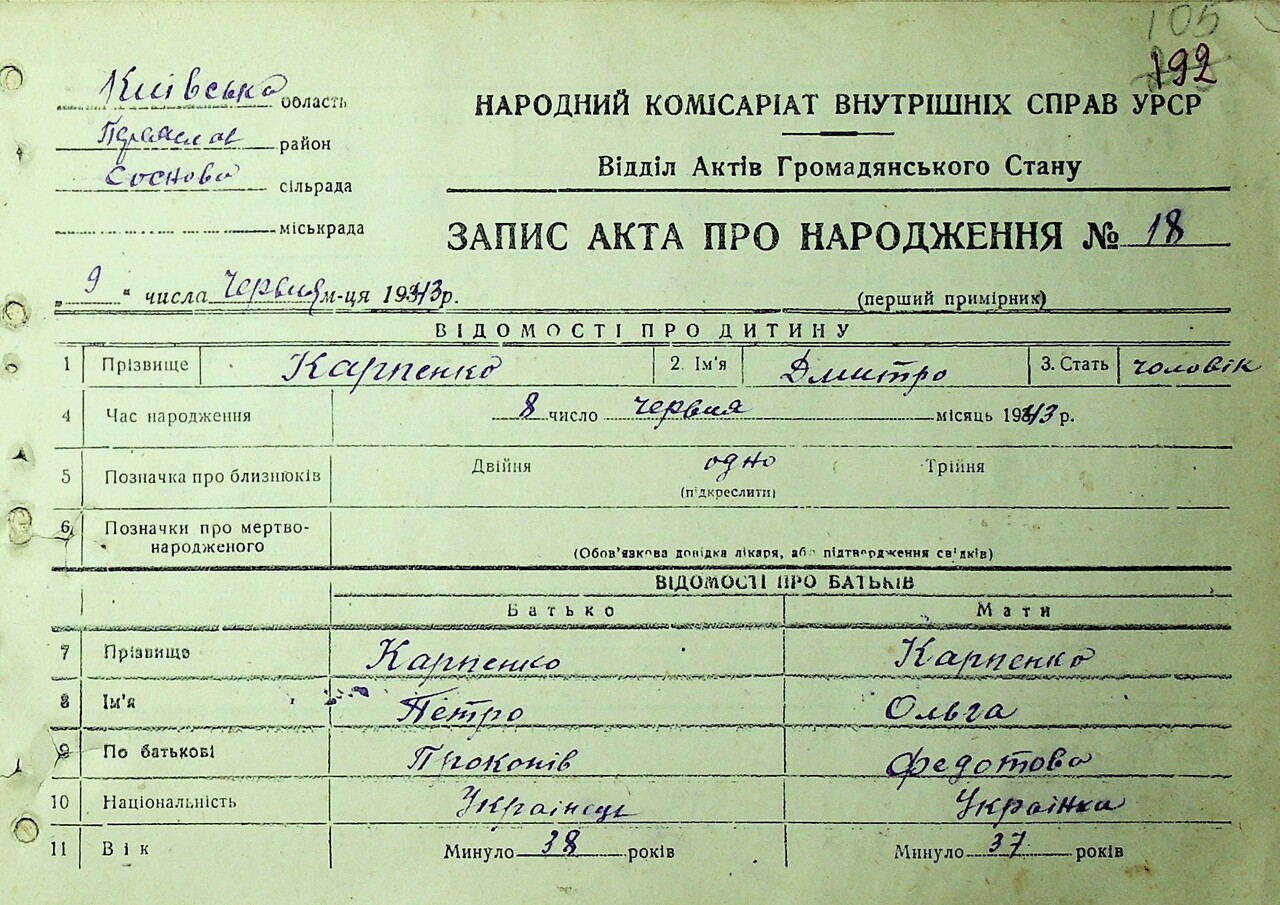 105
192
Київська область
Переяслав район
Соснова сільрада
міськрада
НАРОДНИЙ КОМІСАРІАТ ВНУТРІШНІХ СПРАВ УРСР
Відділ Актів Громадянського Стану
ЗАПИС АКТА ПРО НАРОДЖЕННЯ № 18
„ 9 “ числа Червня м-ця 1943 р.
(перший примірник)
ВІДОМОСТІ ПРО ДИТИНУ
1 Прізвище Карпенко 2. Ім'я Дмитро 3. Стать чоловік
4 Час народження 8 число червня місяць 1943 р.
5 Позначка про близнюків Двійня одно Трійня
(підкреслити)
6 Позначки про мертво-
народженого
(Обов'язкова довідка лікаря, або підтвердження свідків)
ВІДОМОСТІ ПРО БАТЬКІВ
Батько Мати
7 Прізвище Карпенко Карпенко
8 Ім'я Петро Ольга
9 По батькові Прокопів Федотова
10 Національність Українець Українка
11 Вік Минуло 38 років Минуло 37 років